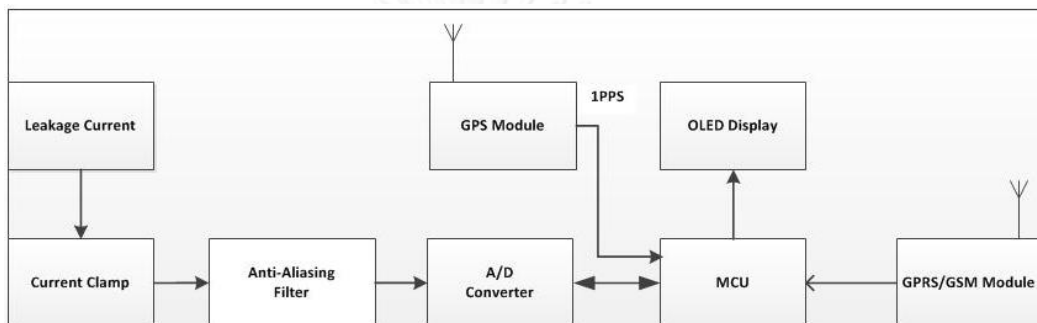 Leakage Current
GPS Module
1PPS
OLED Display
Current Clamp
Anti-Aliasing
Filter
A/D
Converter
MCU
GPRS/GSM Module